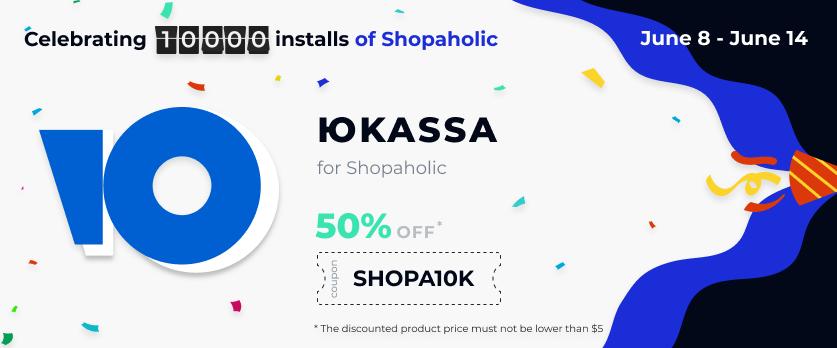 Celebrating 10000 installs of Shopaholic
June 8 - June 14
ЮKASSA
for Shopaholic
50% OFF*
coupon
SHOPA10K
* The discounted product price must not be lower than $5